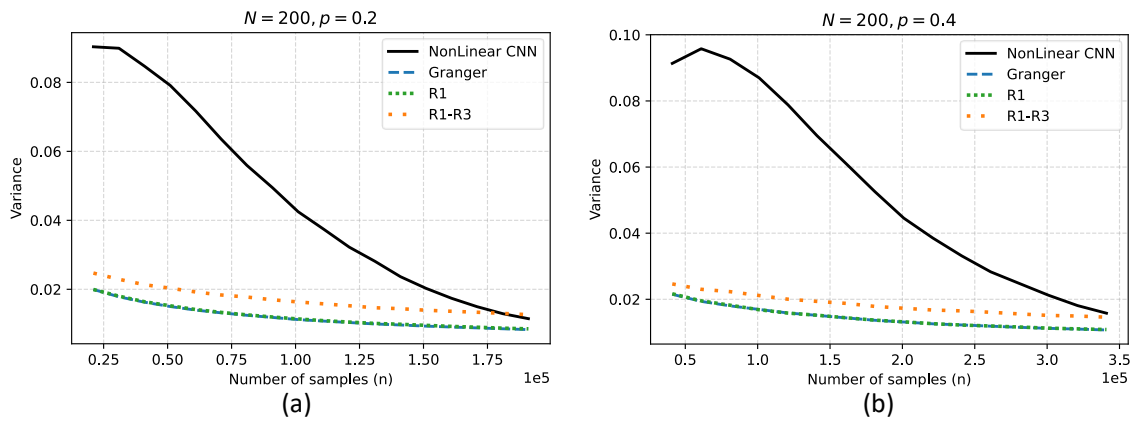 N = 200, p = 0.2
NonLinear CNN
Granger
R1
R1-R3
Variance
0.08
0.06
0.04
0.02
0.25
0.50
0.75
1.00
1.25
1.50
1.75
1e5
Number of samples (n)
(a)
N = 200, p = 0.4
NonLinear CNN
Granger
R1
R1-R3
Variance
0.10
0.08
0.06
0.04
0.02
0.5
1.0
1.5
2.0
2.5
3.0
3.5
1e5
Number of samples (n)
(b)